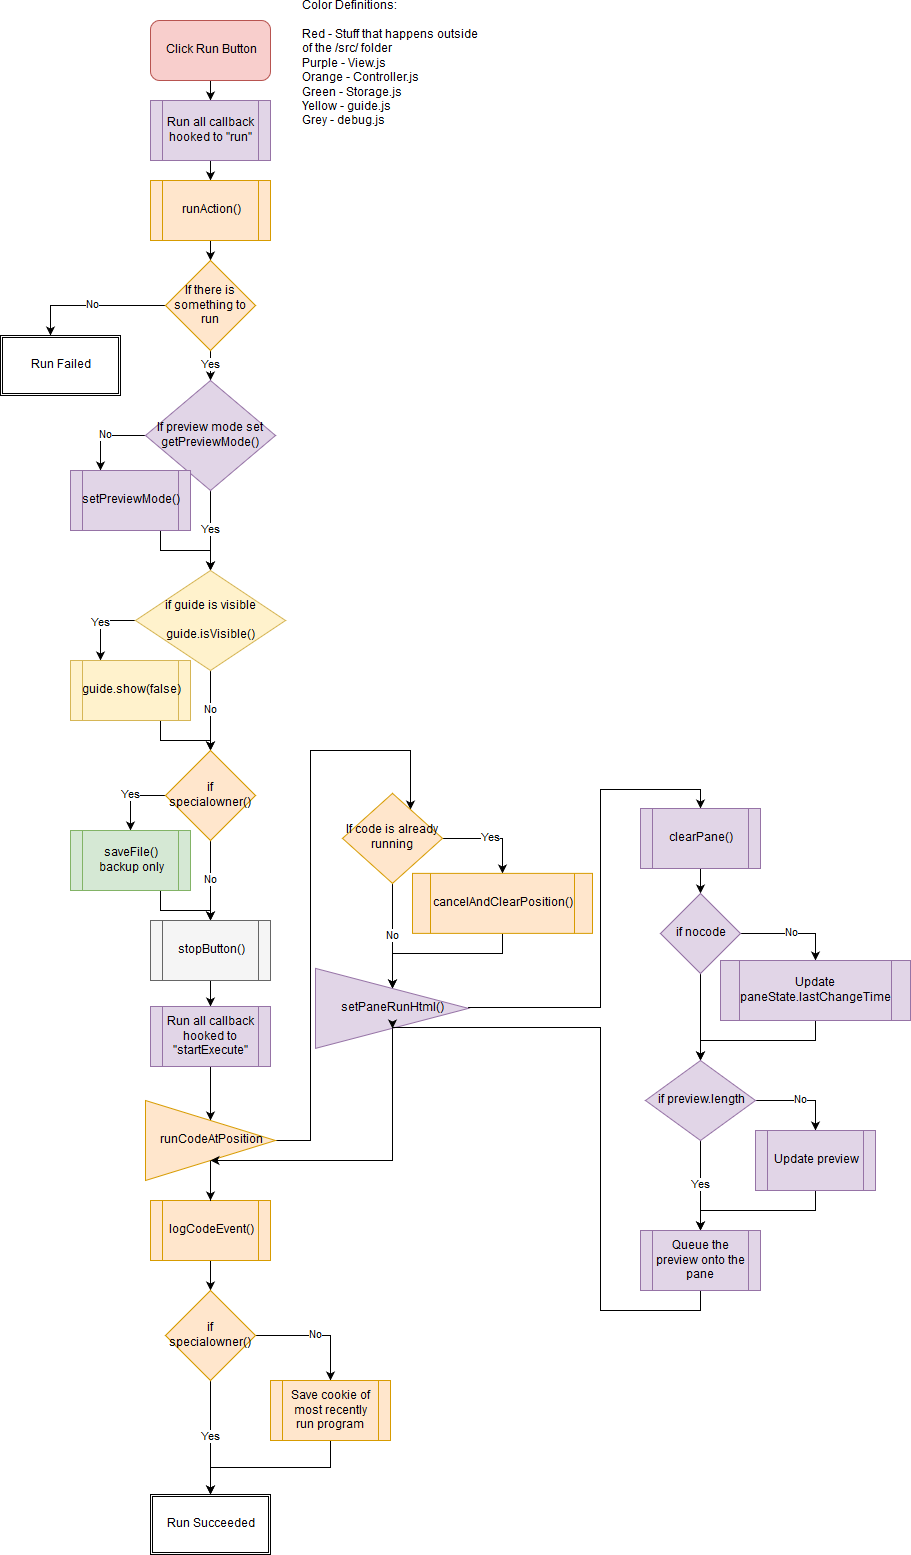 Color Definitions:
Red - Stuff that happens outside
of the /src/ folder
Purple - View.js
Orange - Controller.js
Green - Storage.js
Yellow - guide.js
Grey - debug.js
Click Run Button
Run all callback
hooked to "run"
runAction()
If there is
something to
run
No
Run Failed
Yes
If preview mode set
getPreviewMode()
No
setPreviewMode()
Yes
if guide is visible
guide.isVisible()
Yes
guide.show(false)
No
if
specialowner()
Yes
saveFile()
backup only
No
stopButton()
Run all callback
hooked to
"startExecute"
runCodeAtPosition
If code is already
running
Yes
cancelAndClearPosition()
No
setPaneRunHtml()
clearPane()
if nocode
No
Update
paneState.lastChangeTime
if preview.length
No
Update preview
Yes
Queue the
preview onto the
pane
logCodeEvent()
if
specialowner()
No
Save cookie of
most recently
run program
Yes
Run Succeeded